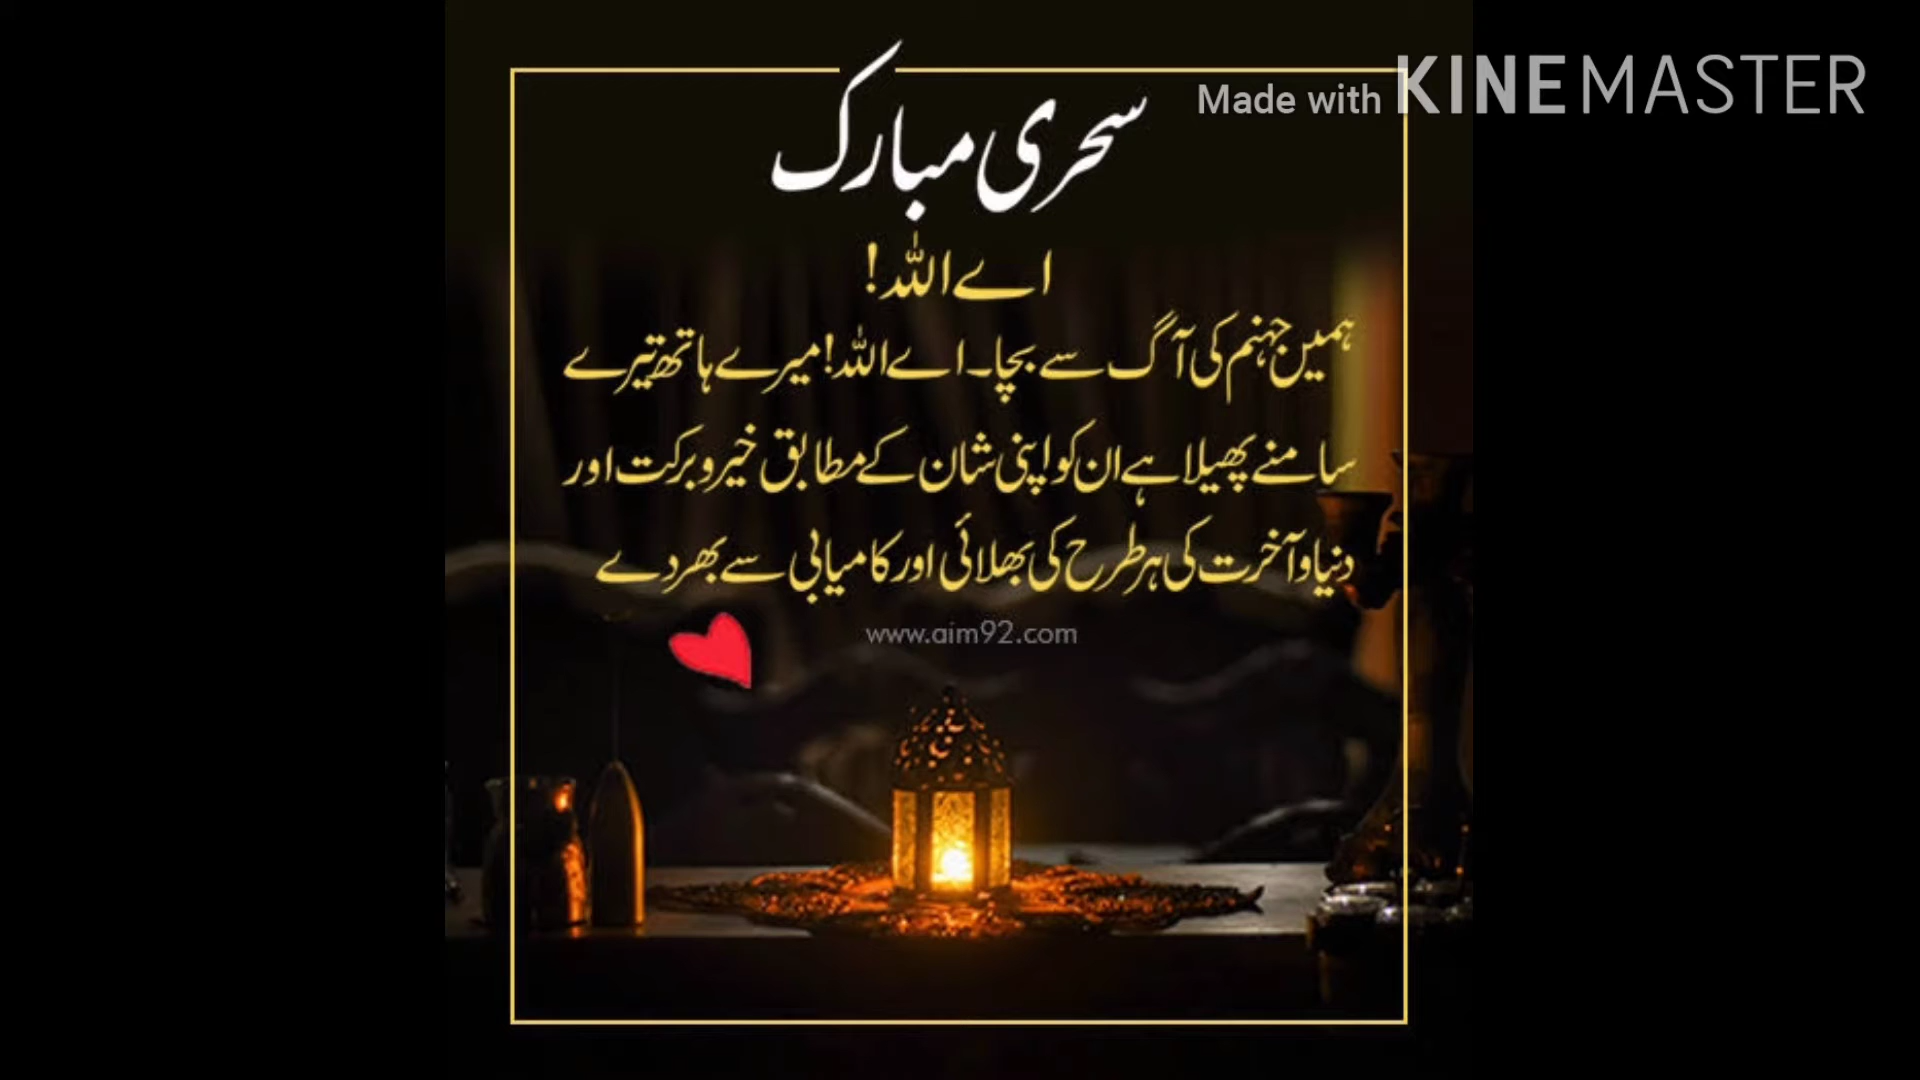 Made with KINEMASTER
سحری مبارک
اے اللہ!
ہمیں جہنم کی آگ سے بچا۔ اے اللہ! میرے ہاتھ تیرے
سامنے پھیلا ہے ان کو اپنی شان کے مطابق خیر و برکت اور
دنیا و آخرت کی ہر طرح کی بھلائی اور کامیابی سے بھر دے
www.aim92.com